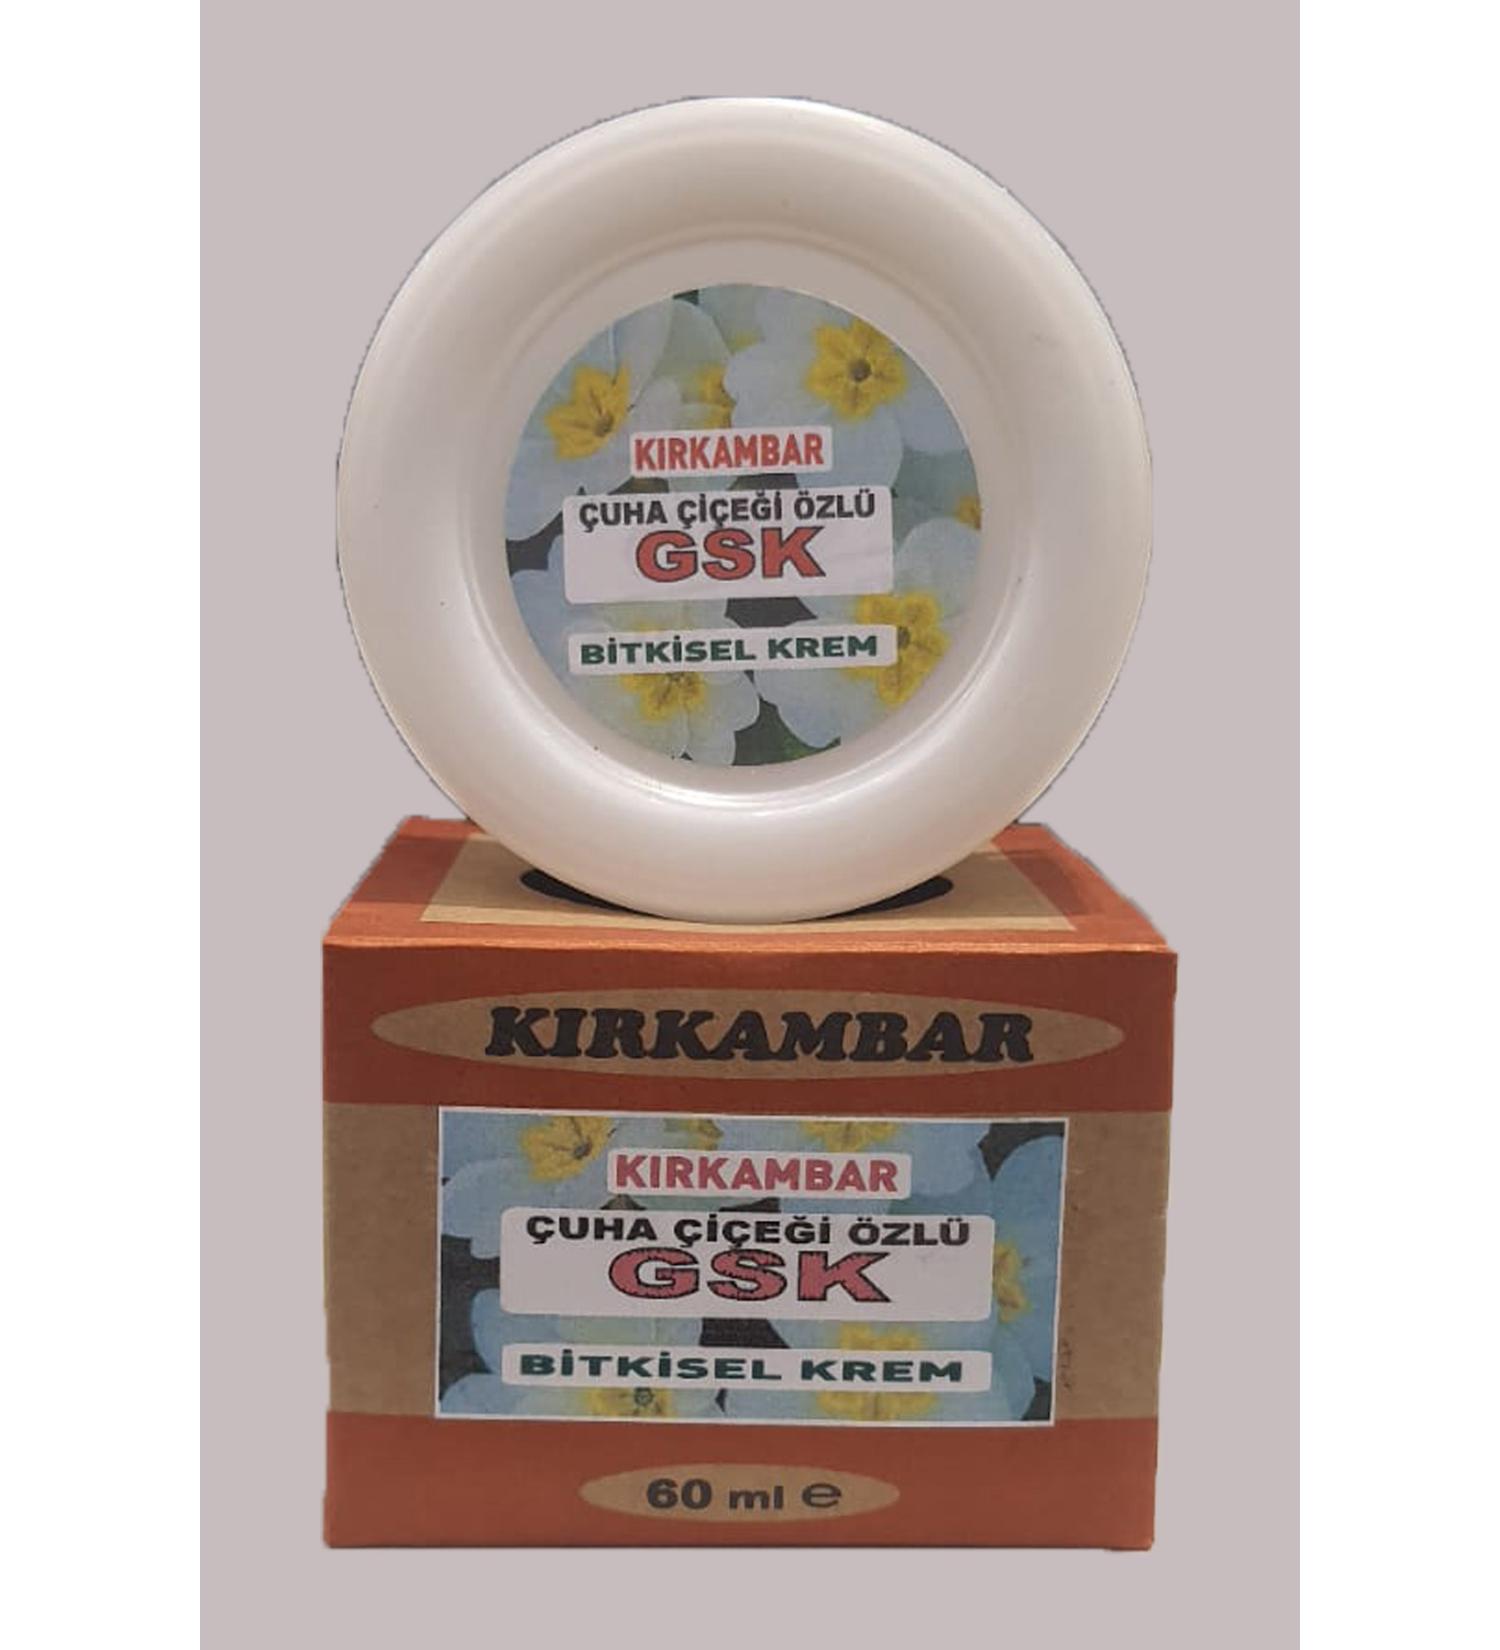 KIRKAMBAR
ÇUHA ÇİÇEĞİ ÖZLÜ
GSK
BİTKİSEL KREM
KIRKAMBAR
KIRKAMBAR
ÇUHA ÇİÇEĞİ ÖZLÜ
GSK
BİTKİSEL KREM
60 ml e